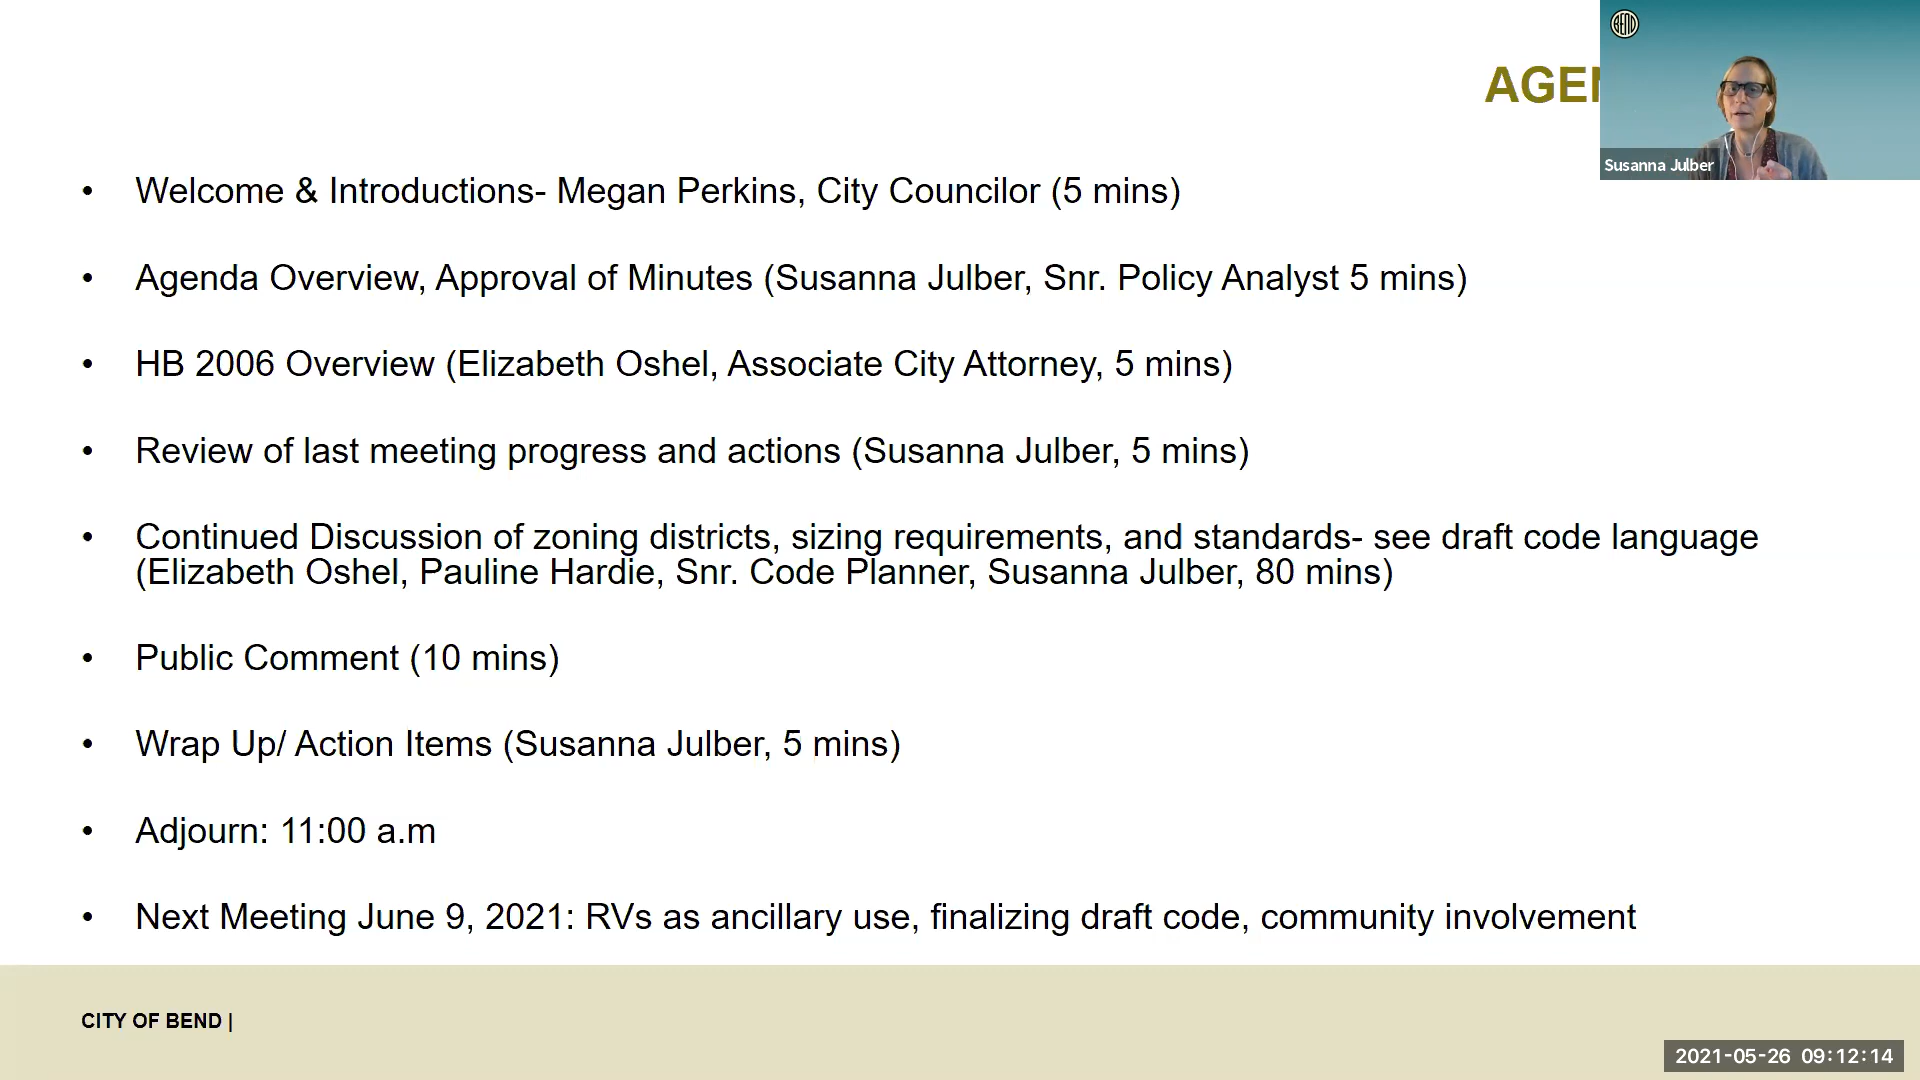 BEND
AGEN
Susanna Julber
• Welcome & Introductions- Megan Perkins, City Councilor (5 mins)
• Agenda Overview, Approval of Minutes (Susanna Julber, Snr. Policy Analyst 5 mins)
• HB 2006 Overview (Elizabeth Oshel, Associate City Attorney, 5 mins)
• Review of last meeting progress and actions (Susanna Julber, 5 mins)
• Continued Discussion of zoning districts, sizing requirements, and standards- see draft code language
(Elizabeth Oshel, Pauline Hardie, Snr. Code Planner, Susanna Julber, 80 mins)
• Public Comment (10 mins)
• Wrap Up/ Action Items (Susanna Julber, 5 mins)
• Adjourn: 11:00 a.m
• Next Meeting June 9, 2021: RVs as ancillary use, finalizing draft code, community involvement
CITY OF BEND |
2021-05-26 09:12:14